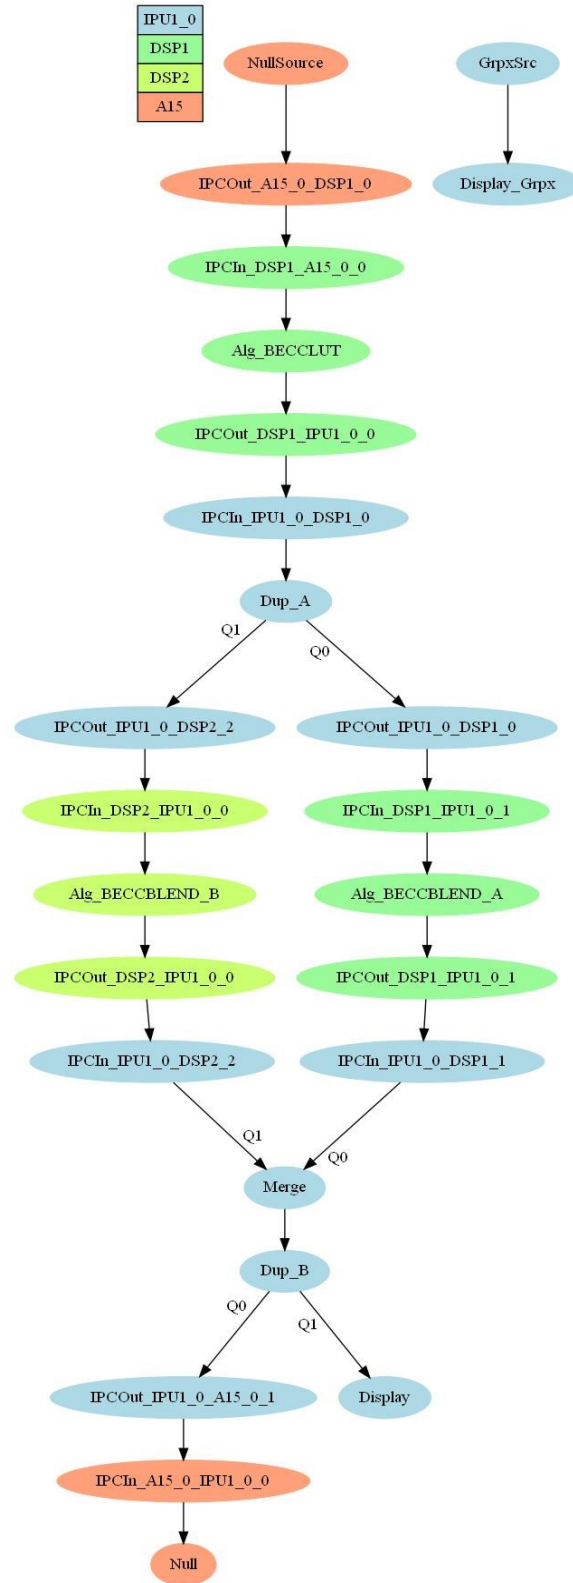 IPU1_0
DSP1
DSP2
A15
NullSource
GrpxSrc
IPCOut_A15_0_DSP1_0
Display_Grpx
IPCIn_DSP1_A15_0_0
Alg_BECCLUT
IPCOut_DSP1_IPU1_0_0
IPCIn_IPU1_0_DSP1_0
Dup_A
Q1
Q0
IPCOut_IPU1_0_DSP2_2
IPCOut_IPU1_0_DSP1_0
IPCIn_DSP2_IPU1_0_0
IPCIn_DSP1_IPU1_0_1
Alg_BECCBLEND_B
Alg_BECCBLEND_A
IPCOut_DSP2_IPU1_0_0
IPCOut_DSP1_IPU1_0_1
IPCIn_IPU1_0_DSP2_2
IPCIn_IPU1_0_DSP1_1
Q1
Q0
Merge
Dup_B
Q0
Q1
IPCOut_IPU1_0_A15_0_1
Display
IPCIn_A15_0_IPU1_0_0
Null